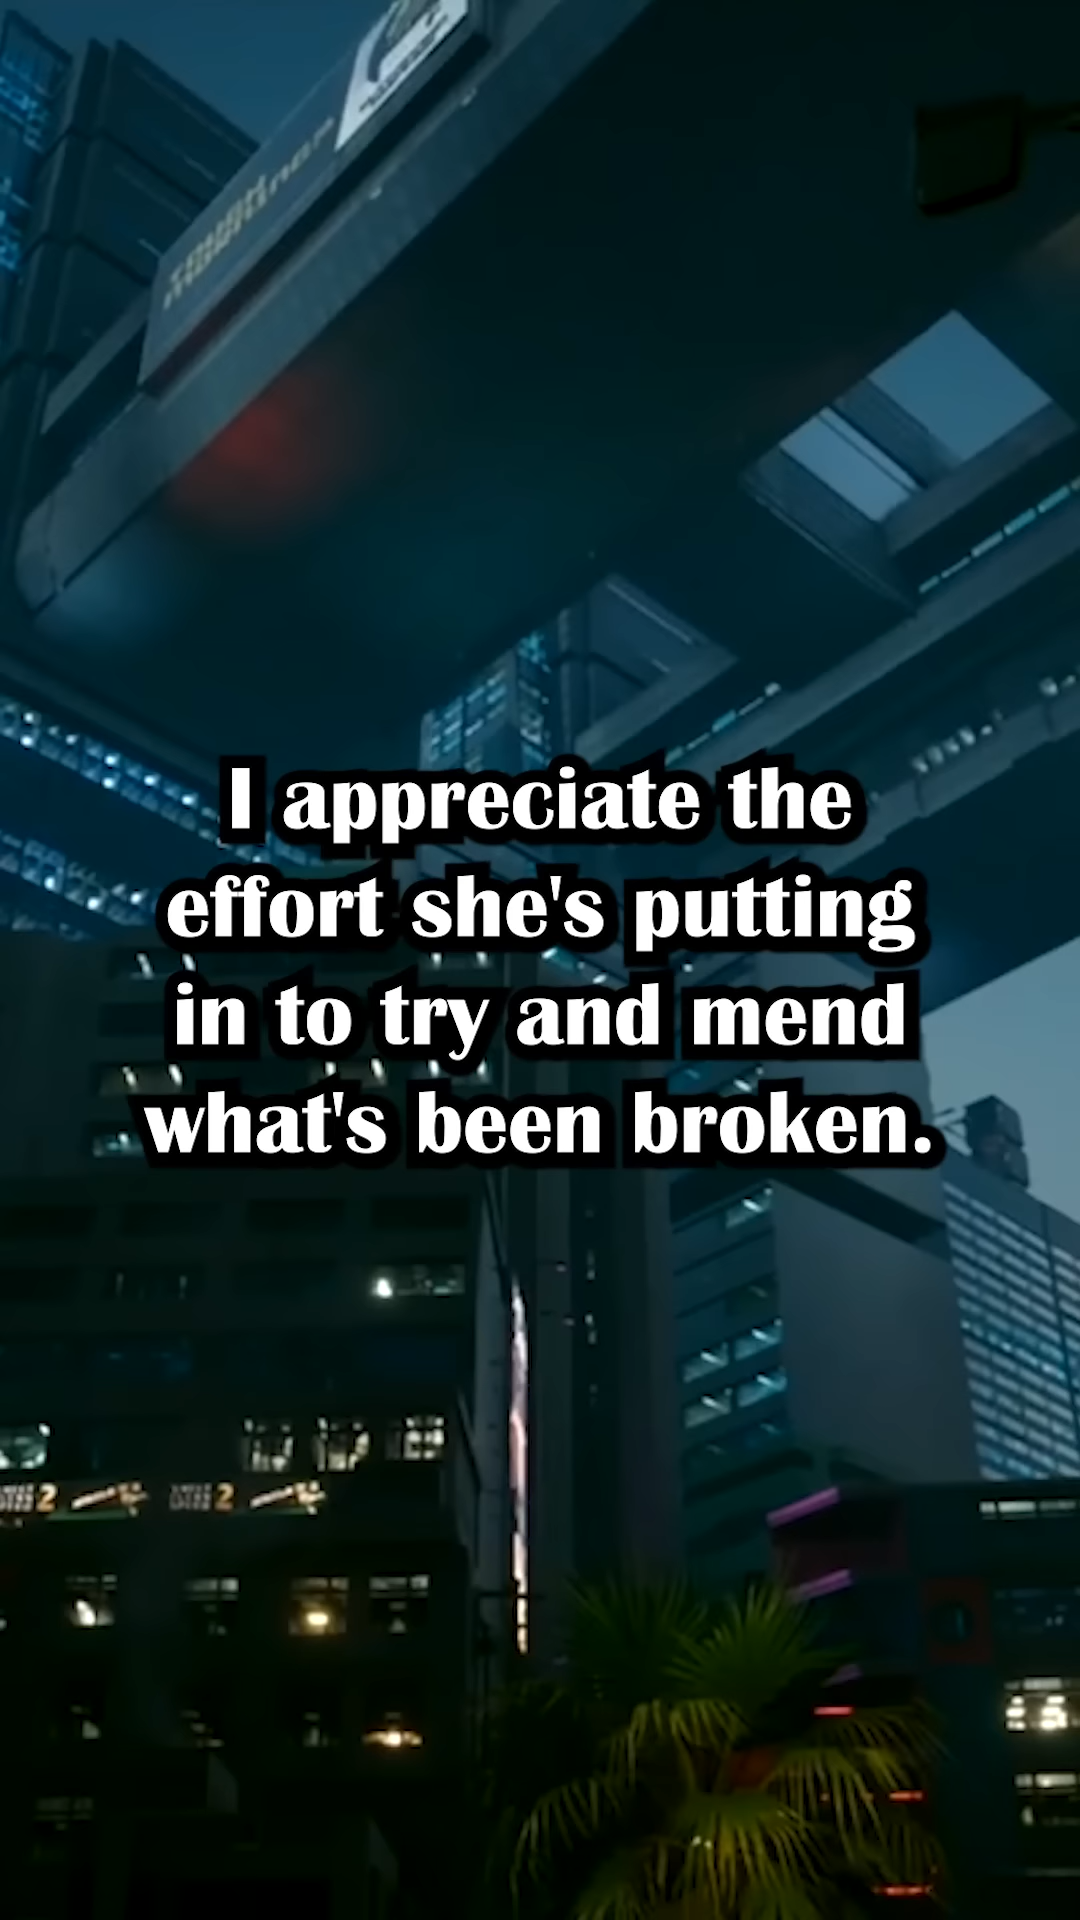 I appreciate the
effort she's putting
in to try and mend
what's been broken.